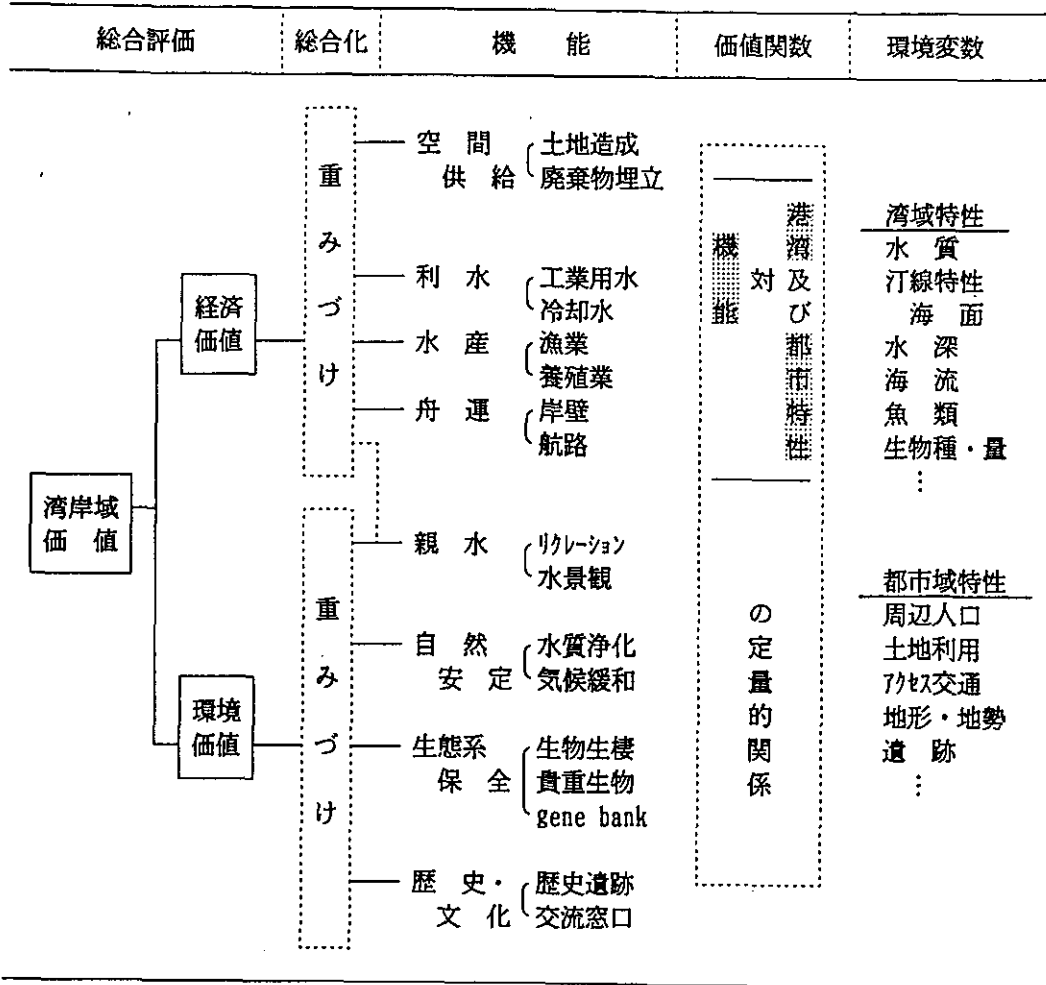 総合評価 総合化 機 能 価値関数 環境変数
湾岸域
価 値
経済
価値
環境
価値
重みづけ
重みづけ
空 間
供 給
土地造成
廃棄物埋立
利 水
工業用水
冷却水
水 産
漁業
養殖業
舟 運
岸壁
航路
親 水
リクレーション
水景観
自 然
安 定
水質浄化
気候緩和
生態系
保 全
生物生棲
貴重生物
gene bank
歴 史・
文 化
歴史遺跡
交流窓口
港湾及び都市特性
対
機能
の定量的関係
湾域特性
水 質
汀線特性
海 面
水 深
海 流
魚 類
生物種・量
⋮
都市域特性
周辺人口
土地利用
アクセス交通
地形・地勢
遺 跡
⋮